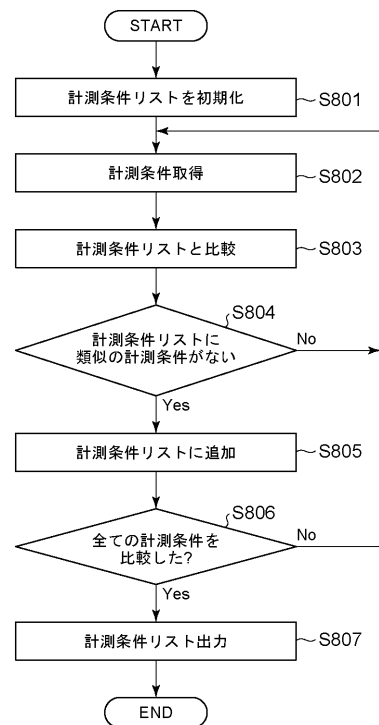 START
計測条件リストを初期化
S801
計測条件取得
S802
計測条件リストと比較
S803
計測条件リストに
類似の計測条件がない
S804
No
Yes
計測条件リストに追加
S805
全ての計測条件を
比較した?
S806
No
Yes
計測条件リスト出力
S807
END